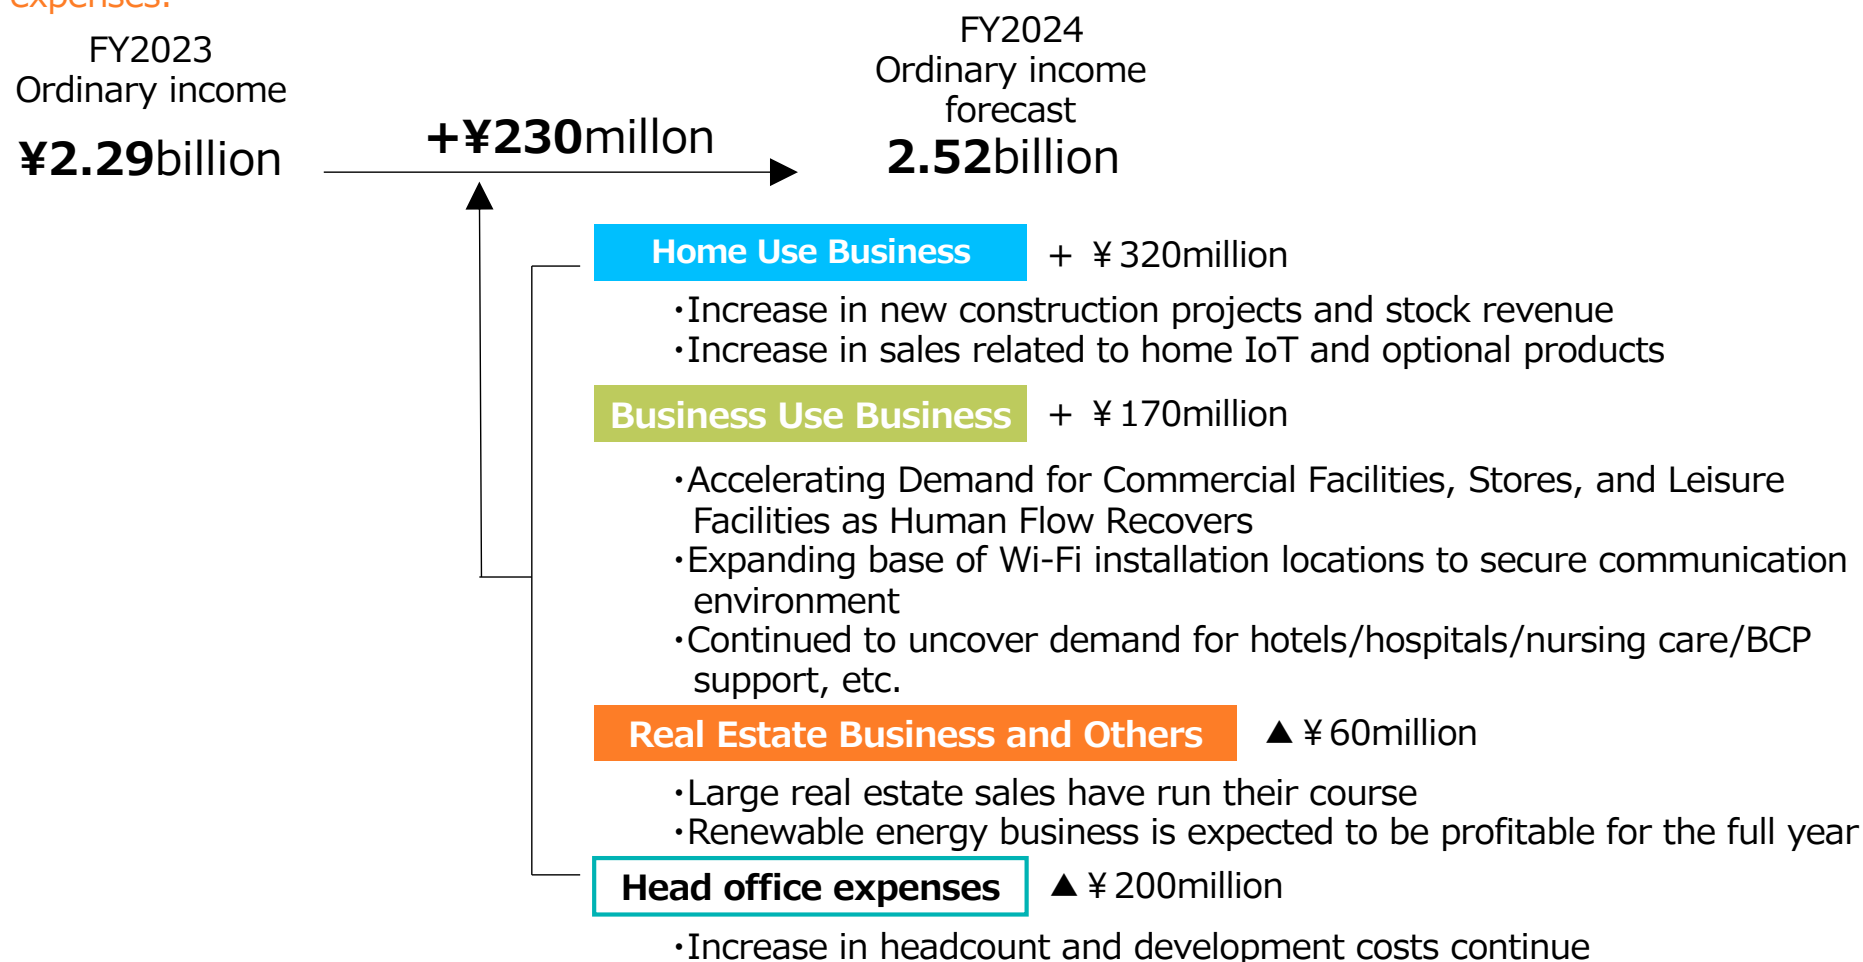 expenses.
FY2023
Ordinary income
¥2.29billion
+¥230millon
FY2024
Ordinary income
forecast
2.52billion
Home Use Business
+ ¥320million
・Increase in new construction projects and stock revenue
・Increase in sales related to home IoT and optional products
Business Use Business
+ ¥170million
・Accelerating Demand for Commercial Facilities, Stores, and Leisure
Facilities as Human Flow Recovers
・Expanding base of Wi-Fi installation locations to secure communication
environment
・Continued to uncover demand for hotels/hospitals/nursing care/BCP
support, etc.
Real Estate Business and Others
▲¥60million
・Large real estate sales have run their course
・Renewable energy business is expected to be profitable for the full year
Head office expenses
▲¥200million
・Increase in headcount and development costs continue